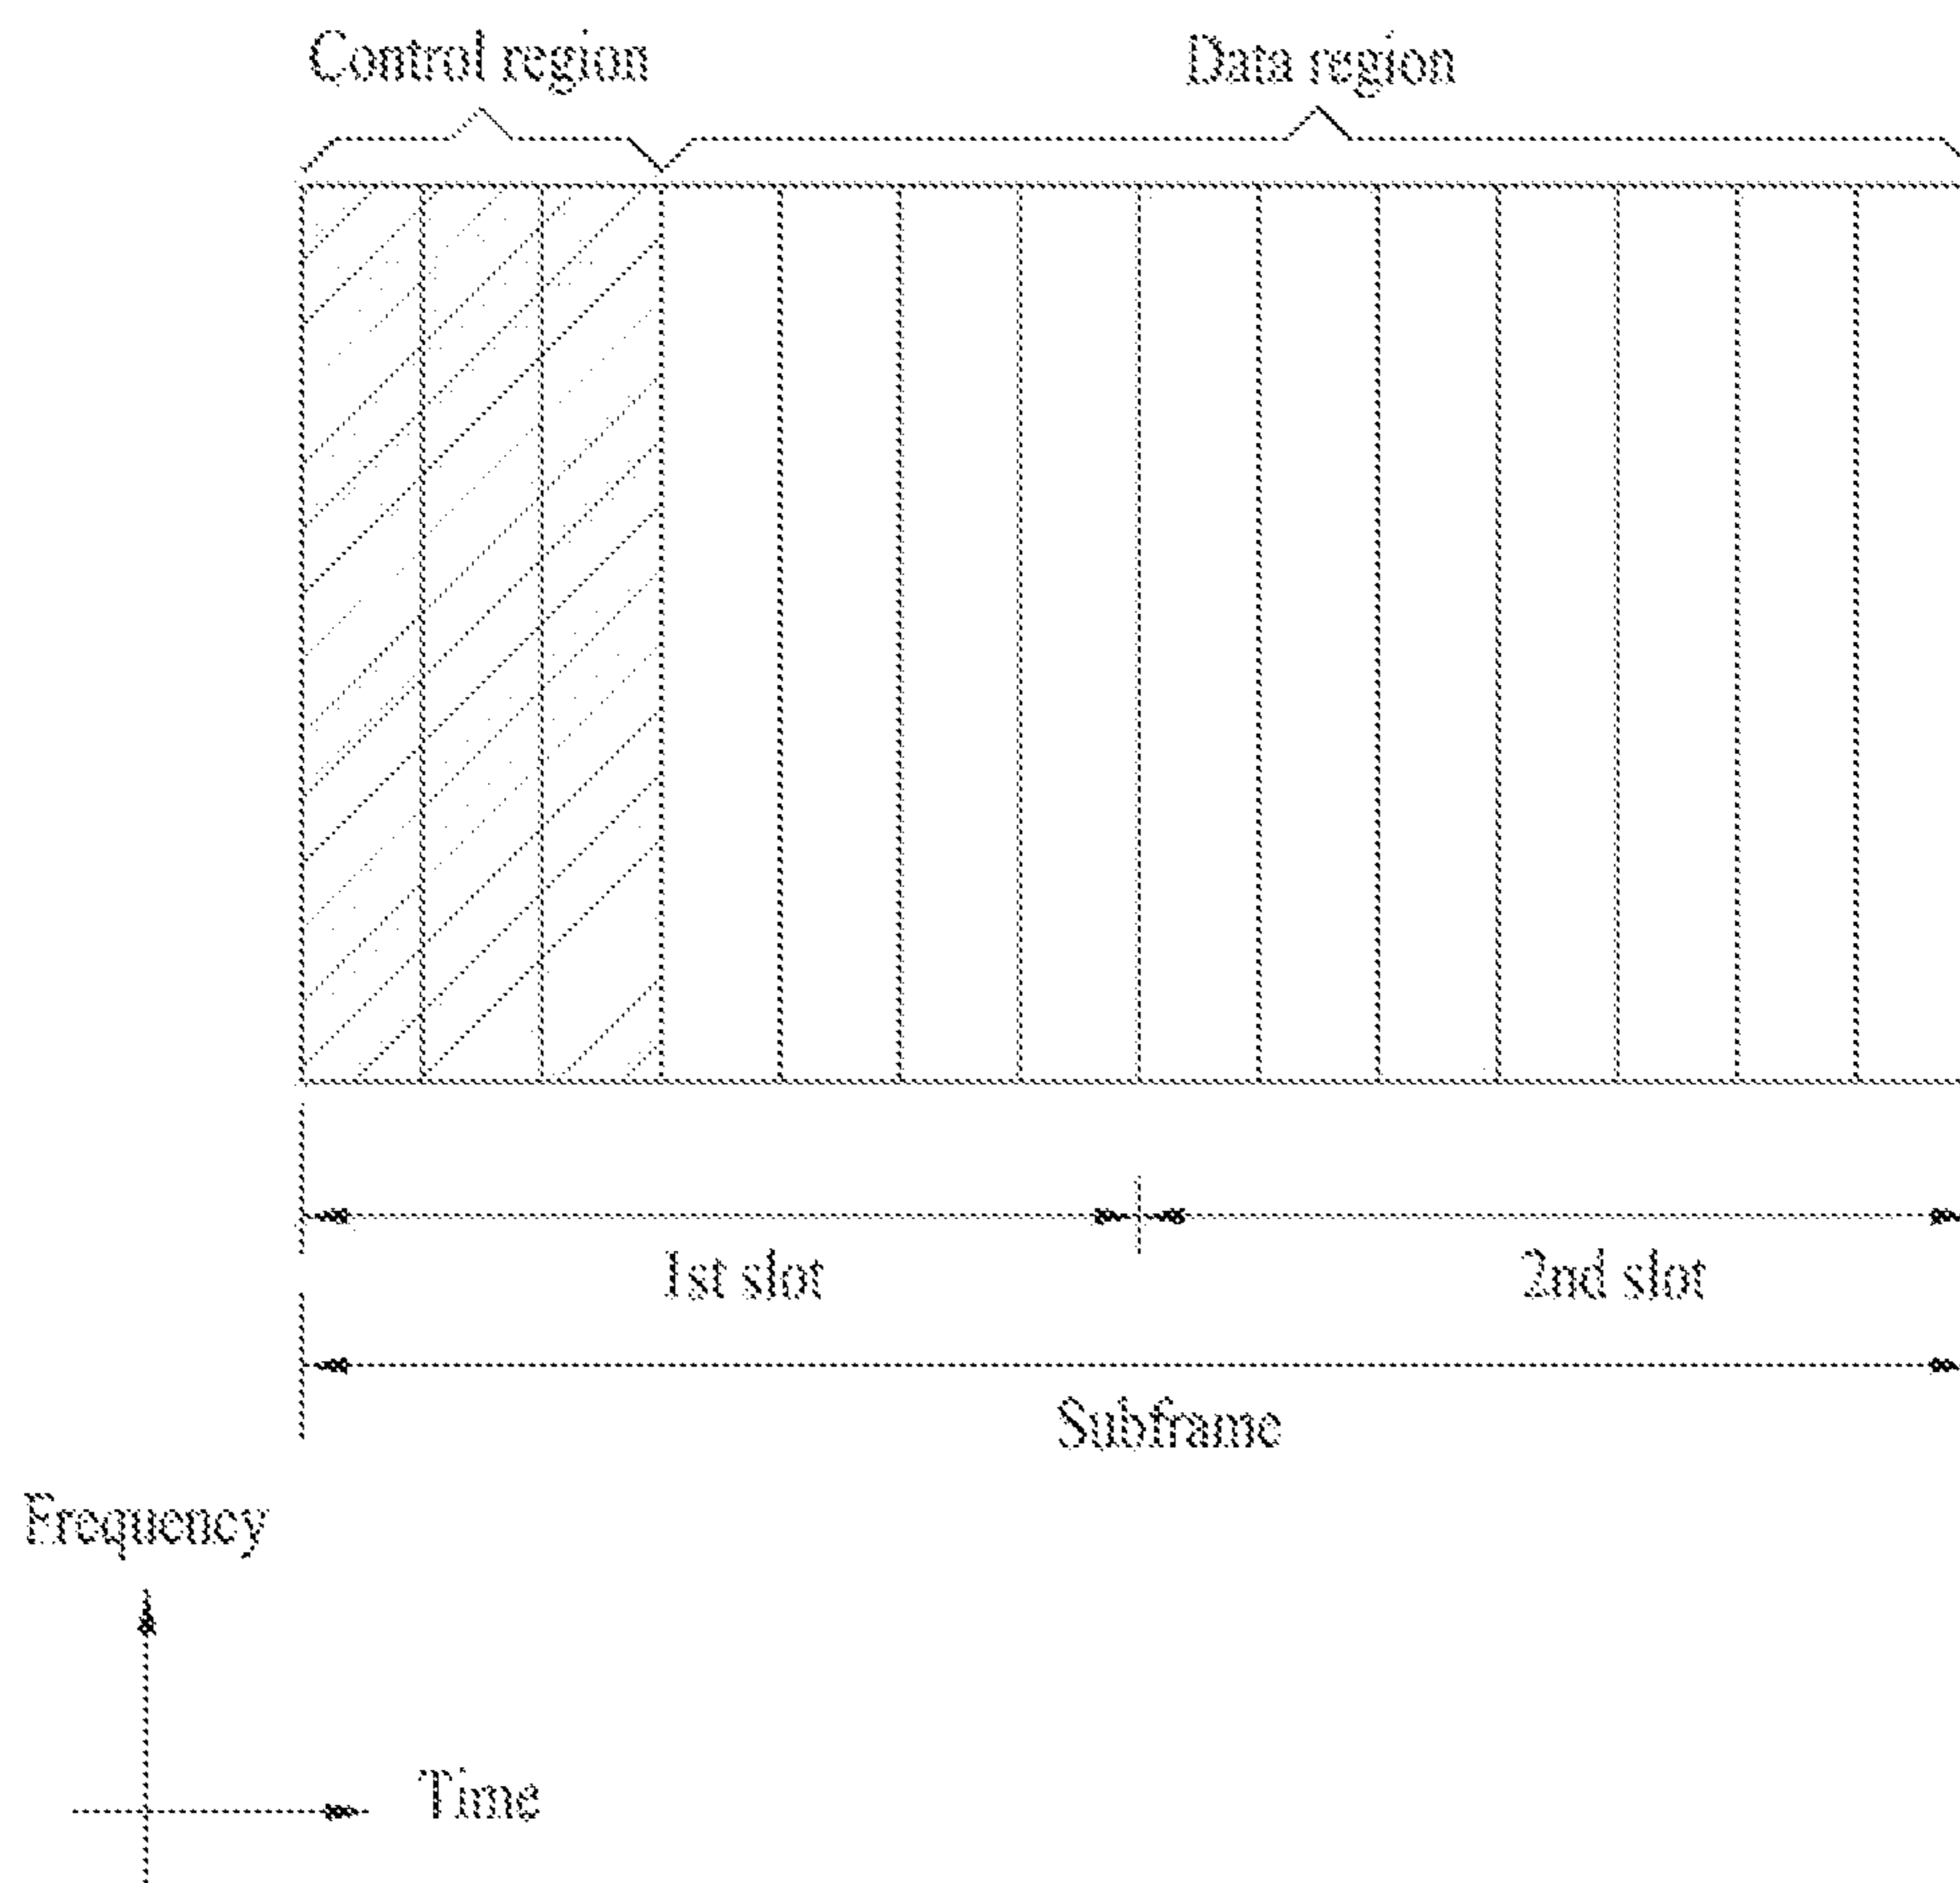 Control region
Data region
1st slot
2nd slot
Subframe
Frequency
Time